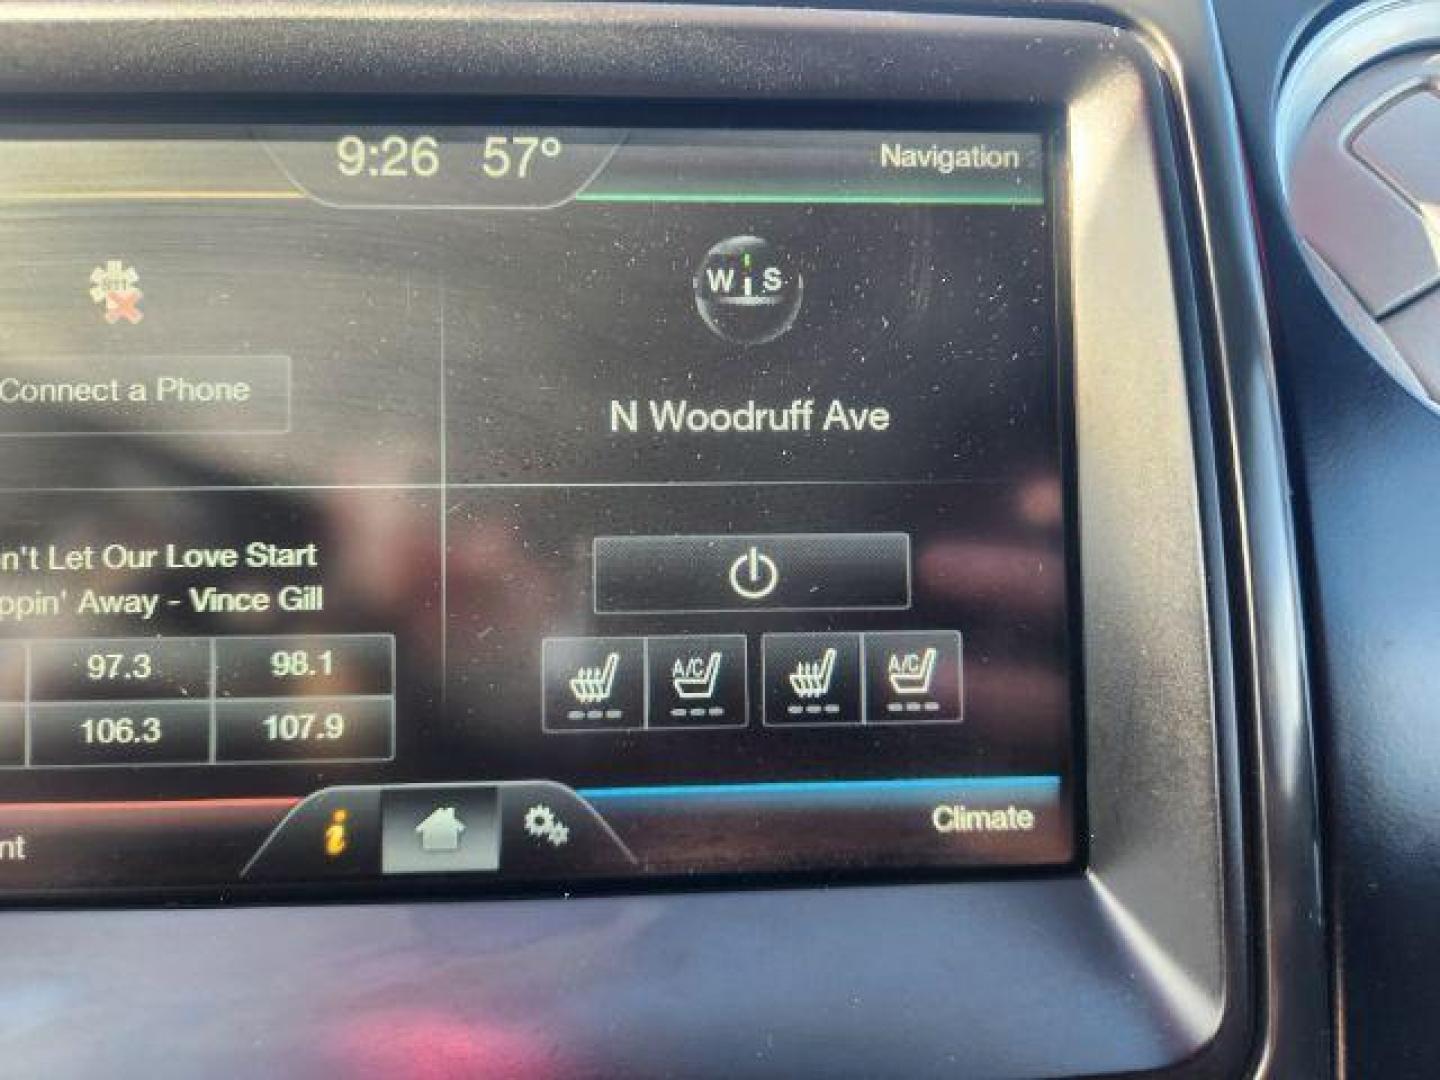 9:26 57°
Navigation
911
W S
Connect a Phone
N Woodruff Ave
n't Let Our Love Start
ppin' Away - Vince Gill
97.3 98.1
106.3 107.9
A/C A/C
i
Climate
nt